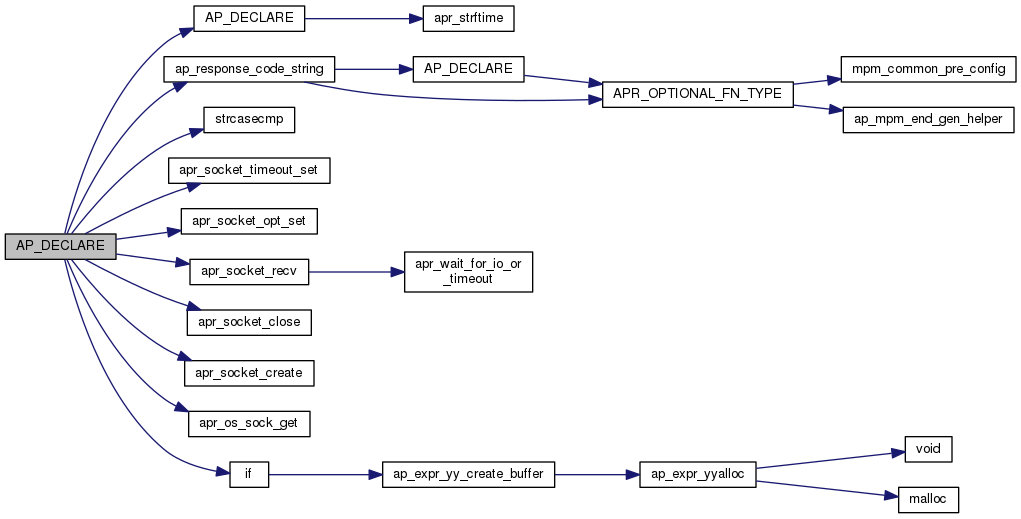 AP_DECLARE
apr_strftime
ap_response_code_string
AP_DECLARE
mpm_common_pre_config
APR_OPTIONAL_FN_TYPE
strcasecmp
ap_mpm_end_gen_helper
apr_socket_timeout_set
apr_socket_opt_set
AP_DECLARE
apr_socket_recv
apr_wait_for_io_or
_timeout
apr_socket_close
apr_socket_create
apr_os_sock_get
if
ap_expr_yy_create_buffer
ap_expr_yyalloc
void
malloc